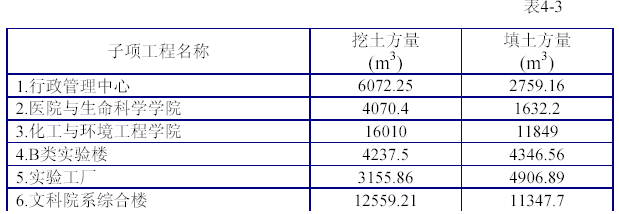 表4-3
子项工程名称 挖土方量 (m³) 填土方量 (m³)
1.行政管理中心 6072.25 2759.16
2.医院与生命科学学院 4070.4 1632.2
3.化工与环境工程学院 16010 11849
4.B类实验楼 4237.5 4346.56
5.实验工厂 3155.86 4906.89
6.文科院系综合楼 12559.21 11347.7